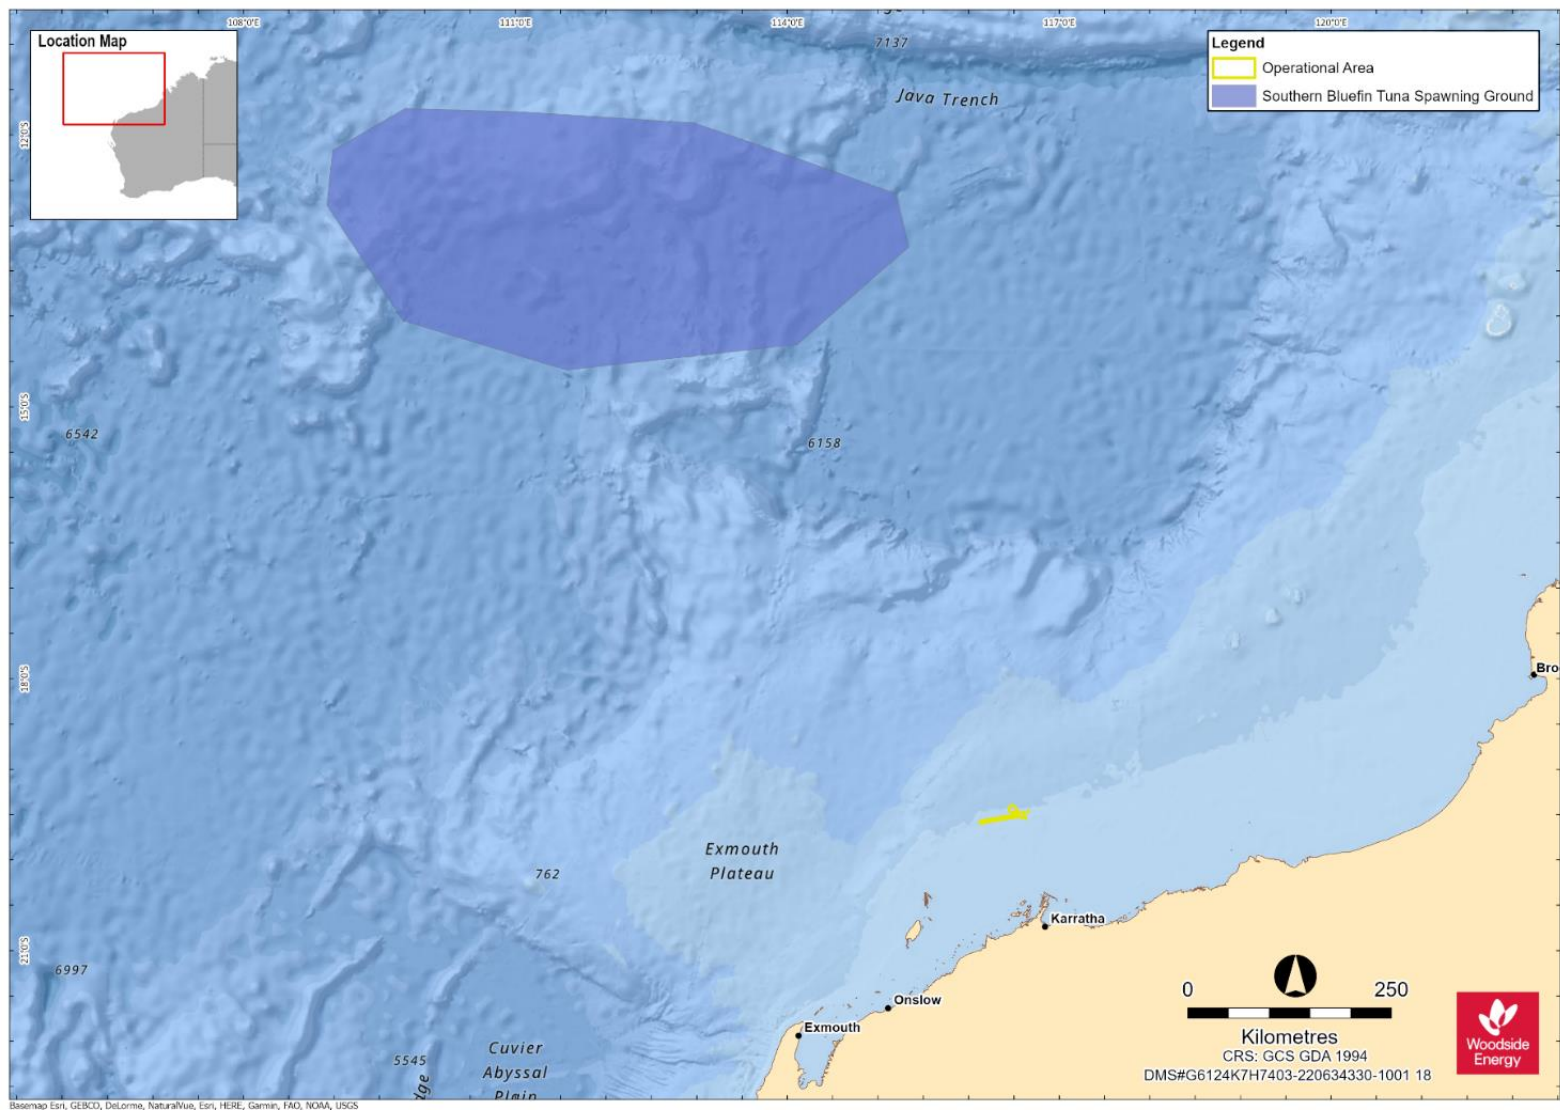 108°0'E
111°0'E
114°0'E
117°0'E
120°0'E
Location Map
7137
Java Trench
Legend
Operational Area
Southern Bluefin Tuna Spawning Ground
12°0'S
15°0'S
6542
6158
18°0'S
Bro
Exmouth
Plateau
762
Karratha
21°0'S
6997
Onslow
Exmouth
0 250
Kilometres
CRS: GCS GDA 1994
DMS#G6124K7H7403-220634330-1001 18
Woodside
Energy
5545
Cuvier
Abyssal
Plain
dge
Basemap Esri, GEBCO, DeLorme, NaturalVue, Esri, HERE, Garmin, FAO, NOAA, USGS